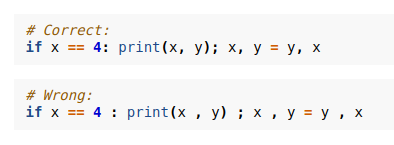 # Correct:
if x == 4: print(x, y); x, y = y, x
# Wrong:
if x == 4 : print(x , y) ; x , y = y , x